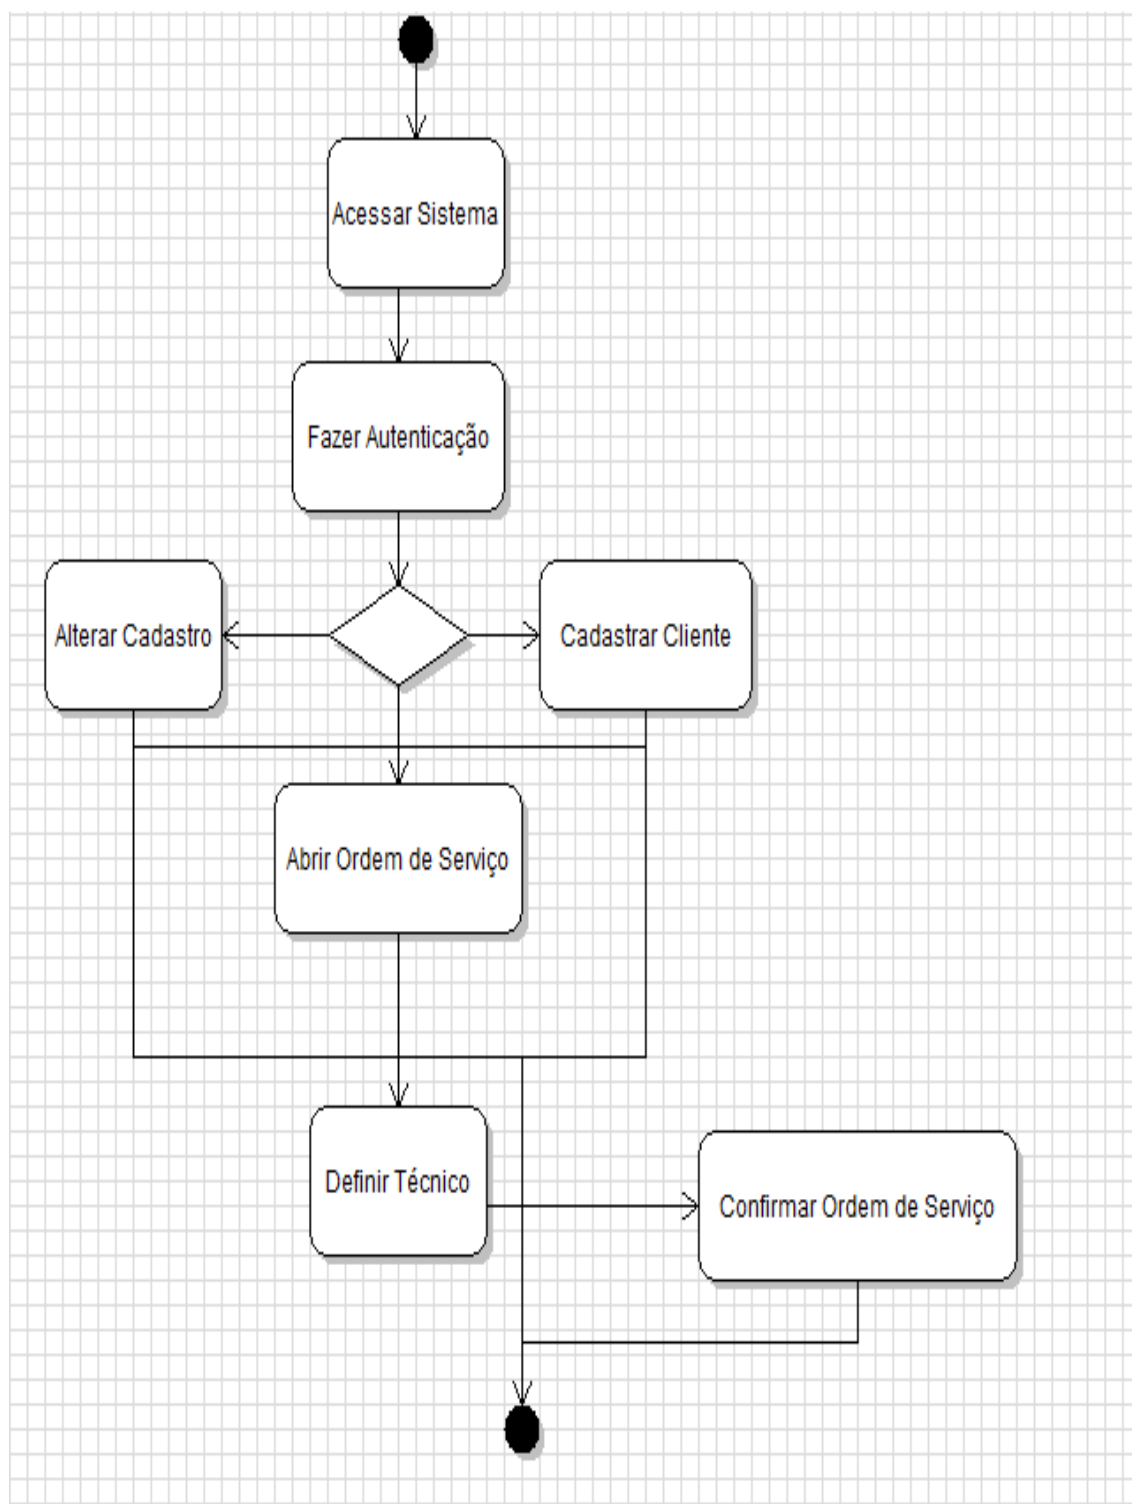 Acessar Sistema
Fazer Autenticação
Alterar Cadastro
Cadastrar Cliente
Abrir Ordem de Serviço
Definir Técnico
Confirmar Ordem de Serviço